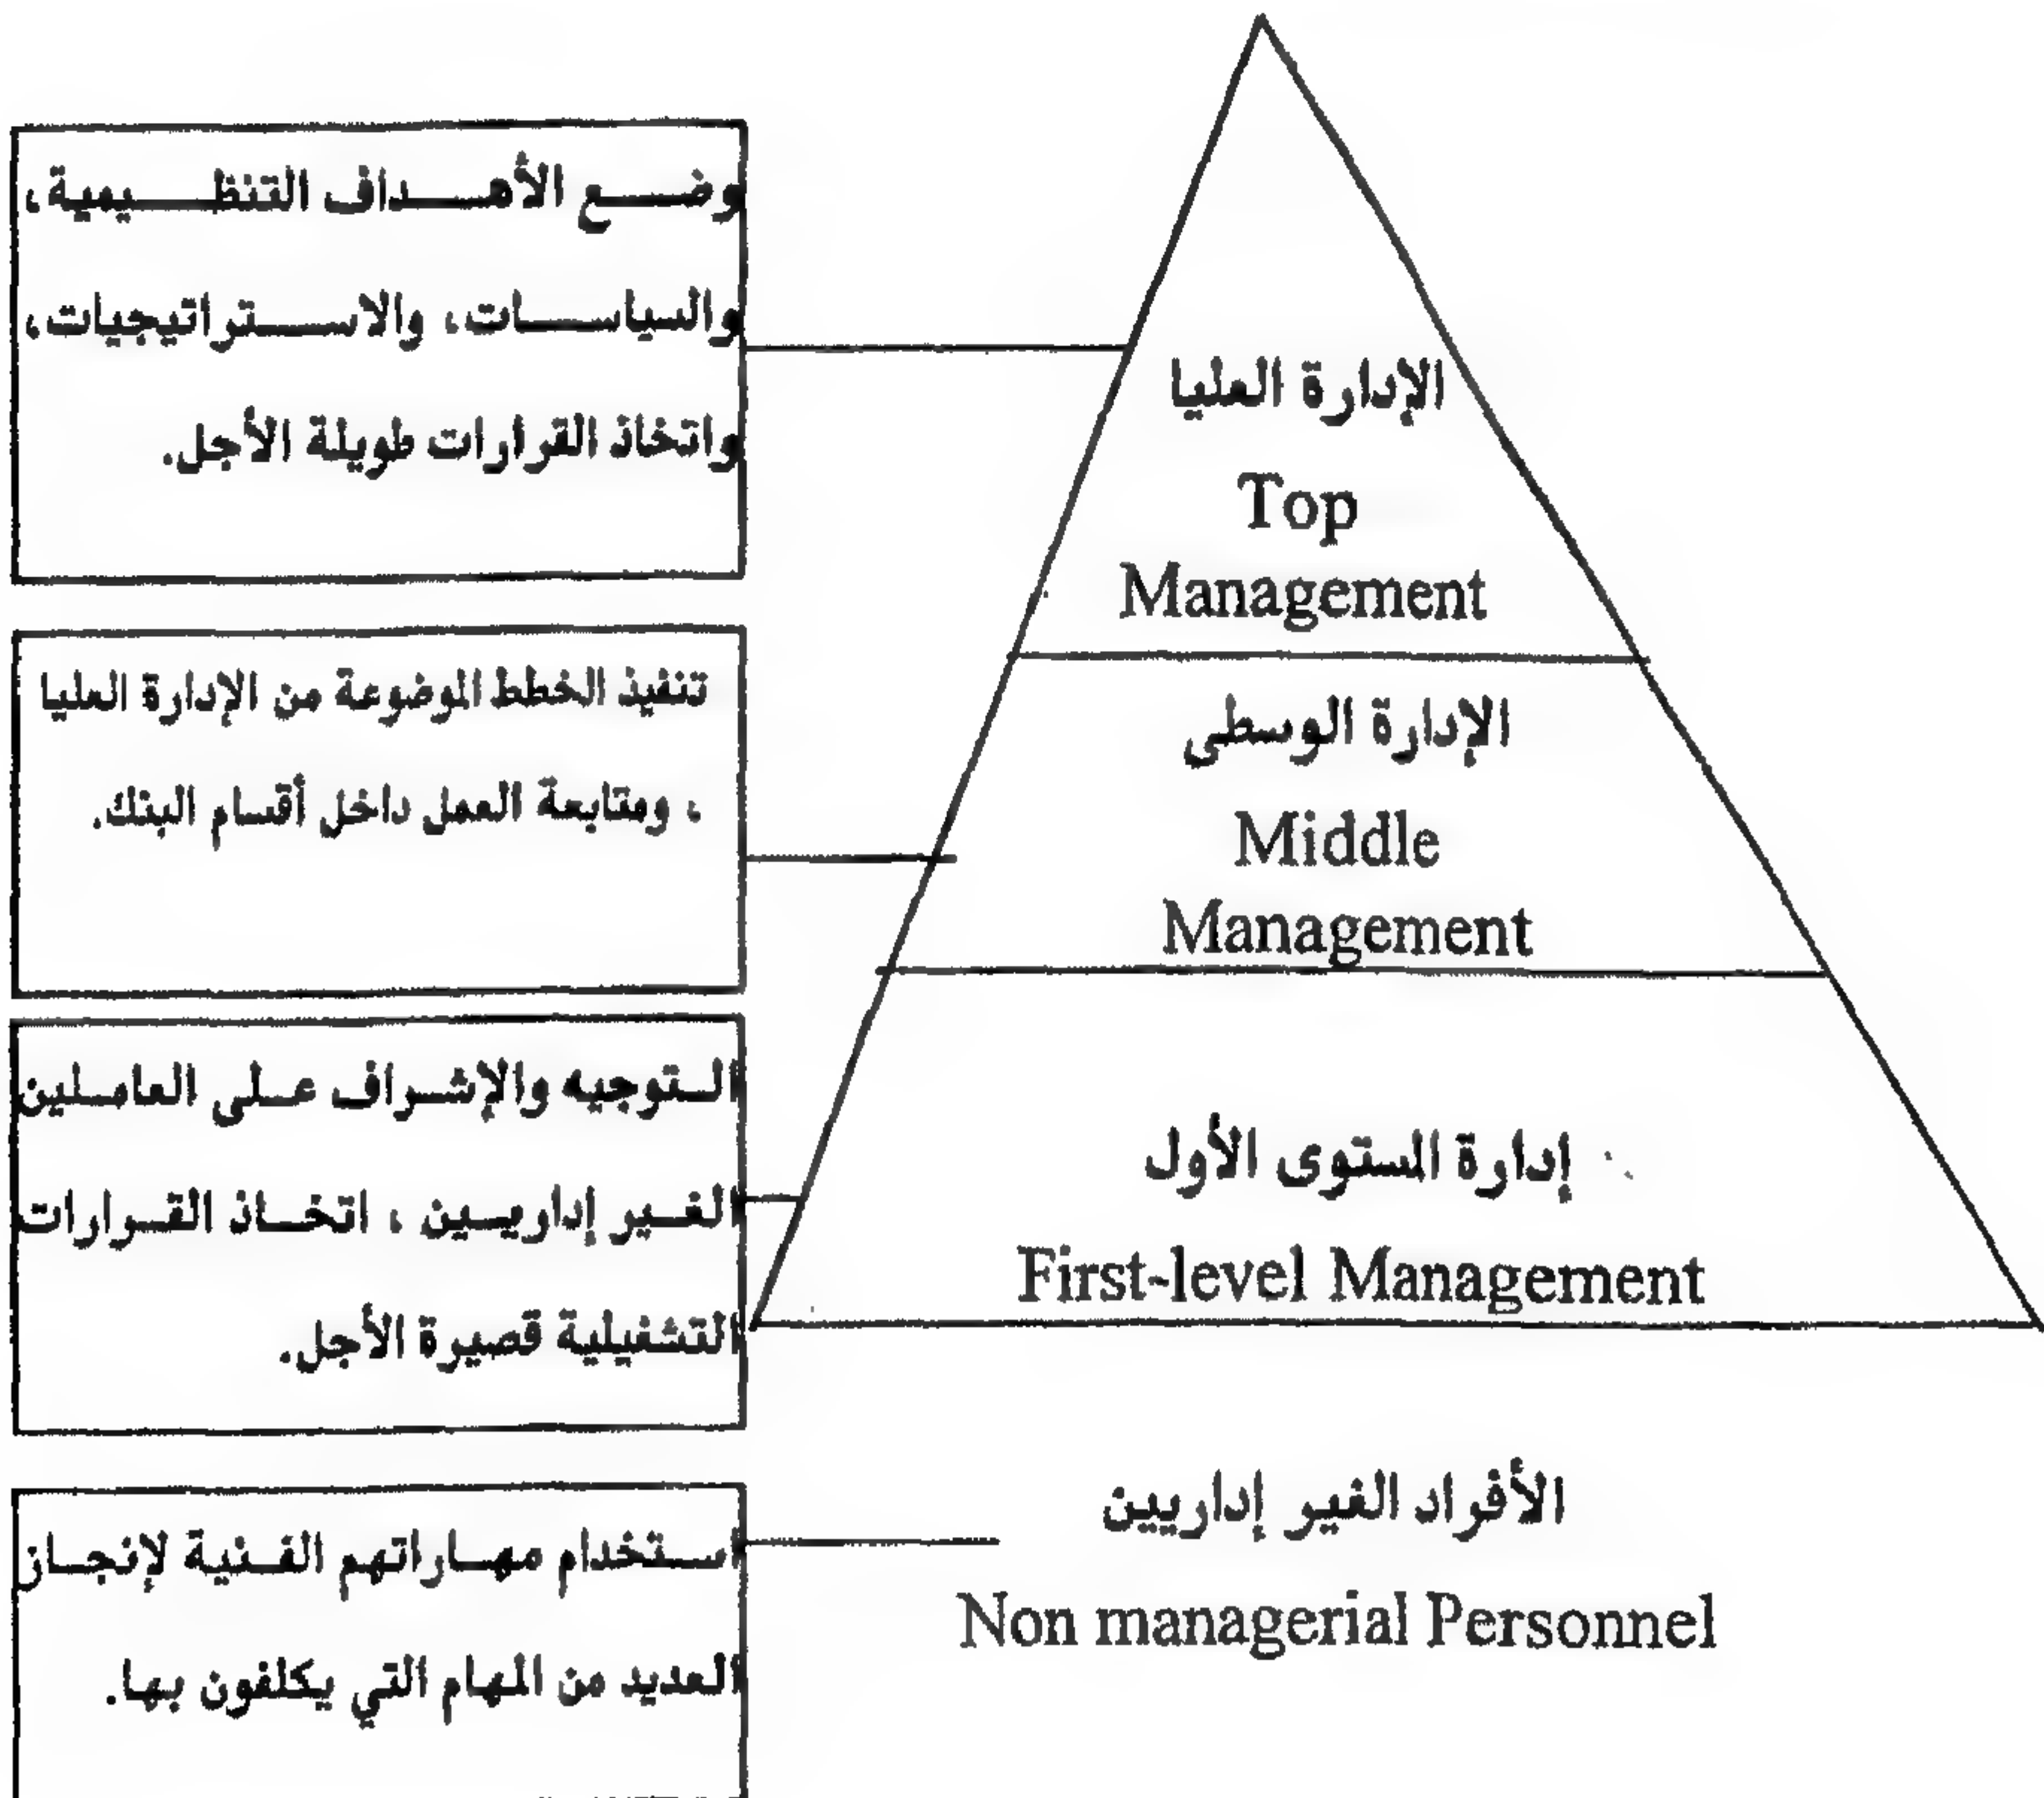 الإدارة العليا
Top
Management
وضع الأهداف التنظيمية،
والسياسات، والاستراتيجيات،
واتخاذ القرارات طويلة الأجل.
الإدارة الوسطى
Middle
Management
تنفيذ الخطط الموضوعة من الإدارة العليا
، ومتابعة العمل داخل أقسام البنك.
إدارة المستوى الأول
First-level Management
التوجيه والإشراف على العاملين
الغير إداريين ، اتخاذ القرارات
التشغيلية قصيرة الأجل.
الأفراد الغير إداريين
Non managerial Personnel
استخدام مهاراتهم الفنية لإنجاز
العديد من المهام التي يكلفون بها.